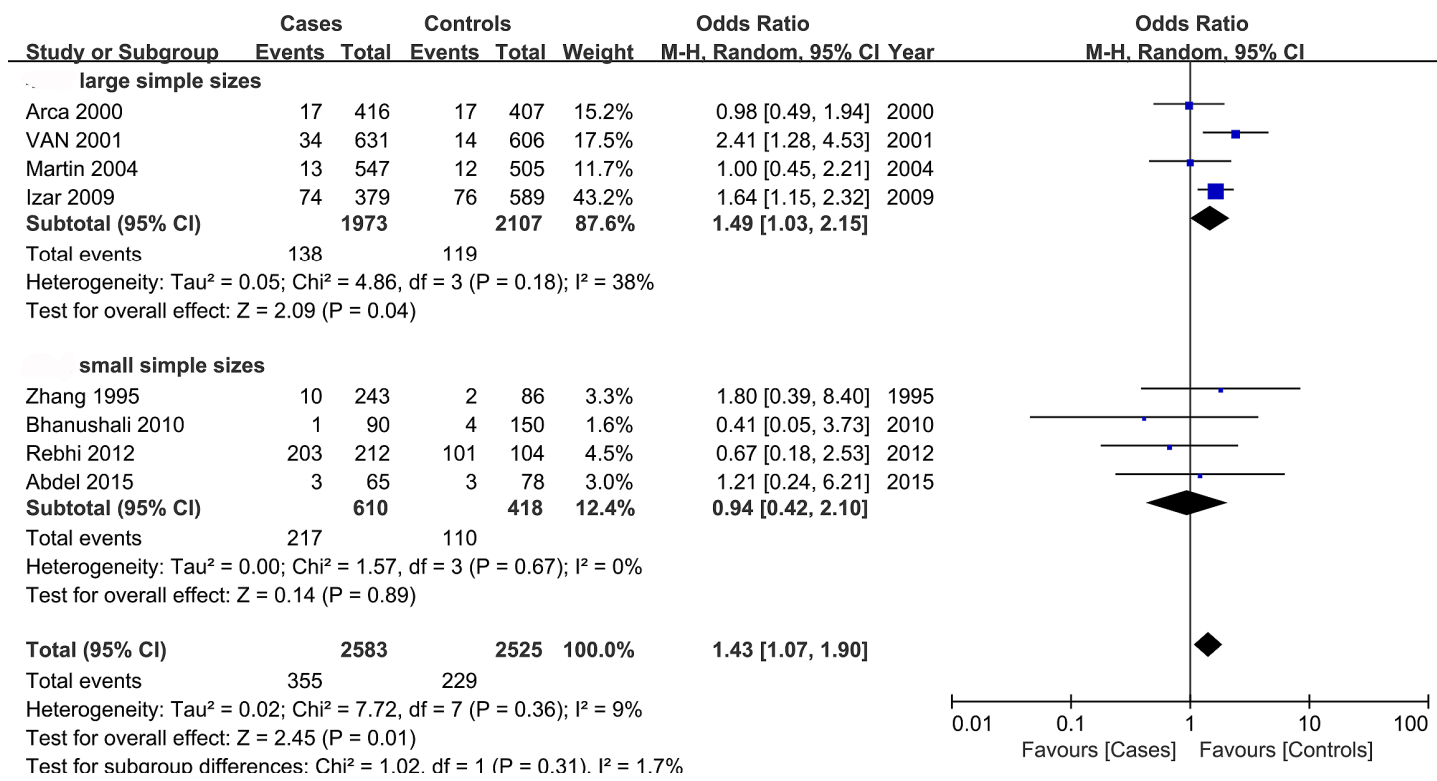 Cases Controls Odds Ratio Odds Ratio
Study or Subgroup Events Total Events Total Weight M-H, Random, 95% CI Year M-H, Random, 95% CI
large simple sizes
Arca 2000 17 416 17 407 15.2% 0.98 [0.49, 1.94] 2000
VAN 2001 34 631 14 606 17.5% 2.41 [1.28, 4.53] 2001
Martin 2004 13 547 12 505 11.7% 1.00 [0.45, 2.21] 2004
Izar 2009 74 379 76 589 43.2% 1.64 [1.15, 2.32] 2009
Subtotal (95% CI) 1973 2107 87.6% 1.49 [1.03, 2.15]
Total events 138 119
Heterogeneity: Tau² = 0.05; Chi² = 4.86, df = 3 (P = 0.18); I² = 38%
Test for overall effect: Z = 2.09 (P = 0.04)
small simple sizes
Zhang 1995 10 243 2 86 3.3% 1.80 [0.39, 8.40] 1995
Bhanushali 2010 1 90 4 150 1.6% 0.41 [0.05, 3.73] 2010
Rebhi 2012 203 212 101 104 4.5% 0.67 [0.18, 2.53] 2012
Abdel 2015 3 65 3 78 3.0% 1.21 [0.24, 6.21] 2015
Subtotal (95% CI) 610 418 12.4% 0.94 [0.42, 2.10]
Total events 217 110
Heterogeneity: Tau² = 0.00; Chi² = 1.57, df = 3 (P = 0.67); I² = 0%
Test for overall effect: Z = 0.14 (P = 0.89)
Total (95% CI) 2583 2525 100.0% 1.43 [1.07, 1.90]
Total events 355 229
Heterogeneity: Tau² = 0.02; Chi² = 7.72, df = 7 (P = 0.36); I² = 9%
Test for overall effect: Z = 2.45 (P = 0.01)
Test for subgroup differences: Chi² = 1.02, df = 1 (P = 0.31), I² = 1.7%
0.01 0.1 1 10 100
Favours [Cases] Favours [Controls]